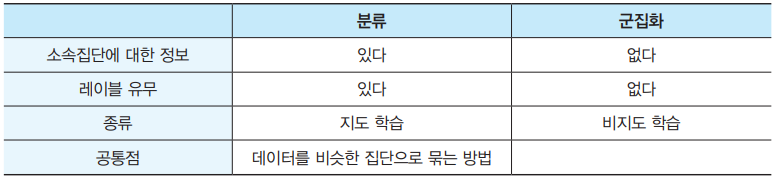 분류 군집화
소속집단에 대한 정보 있다 없다
레이블 유무 있다 없다
종류 지도 학습 비지도 학습
공통점 데이터를 비슷한 집단으로 묶는 방법